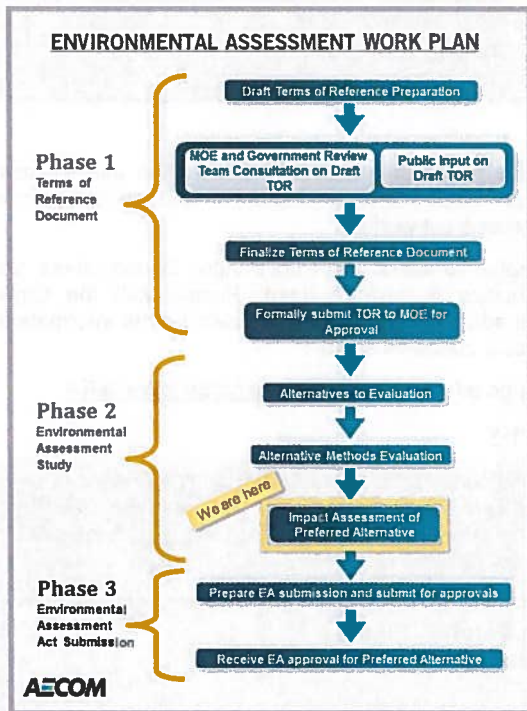 ENVIRONMENTAL ASSESSMENT WORK PLAN
Phase 1
Terms of
Reference
Document
Draft Terms of Reference Preparation
MOE and Government Review
Team Consultation on Draft
TOR
Public Input on
Draft TOR
Finalize Terms of Reference Document
Formally submit TOR to MOE for
Approval
Phase 2
Environmental
Assessment
Study
Alternatives to Evaluation
Alternative Methods Evaluation
We are here
Impact Assessment of
Preferred Alternative
Phase 3
Environmental
Assessment
Act Submission
Prepare EA submission and submit for approvals
Receive EA approval for Preferred Alternative
AECOM